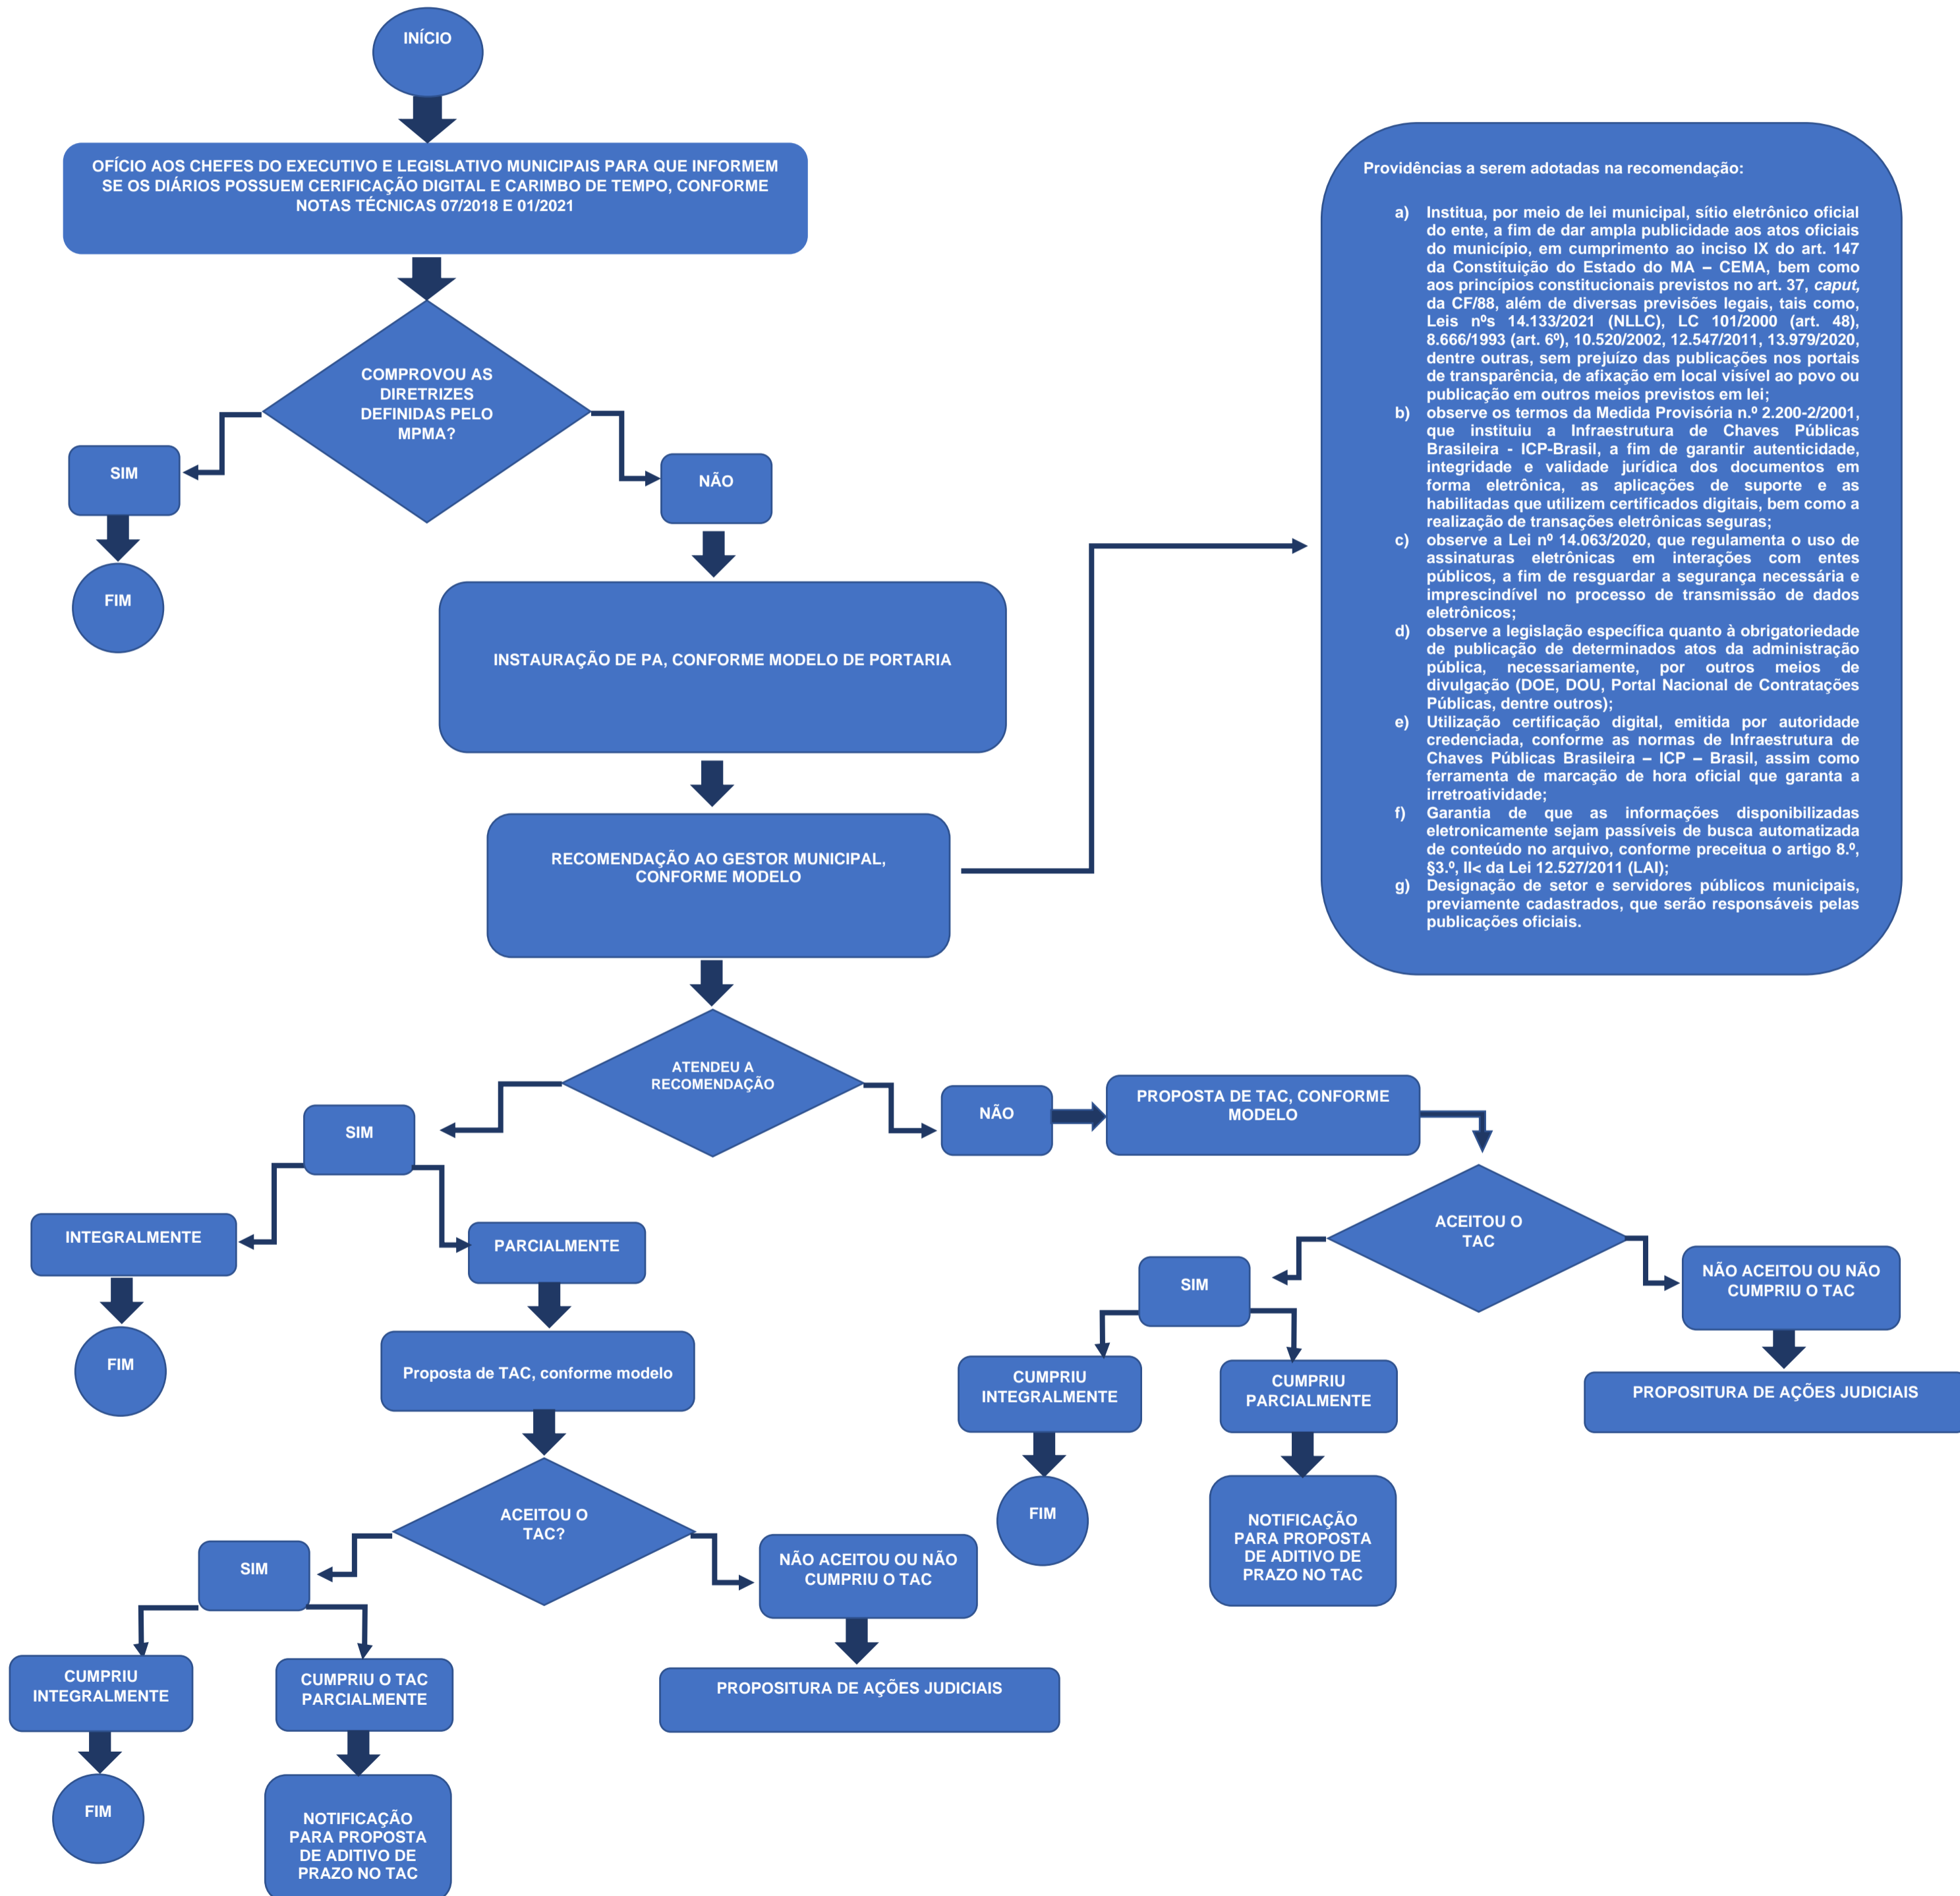 INÍCIO
OFÍCIO AOS CHEFES DO EXECUTIVO E LEGISLATIVO MUNICIPAIS PARA QUE INFORMEM
SE OS DIÁRIOS POSSUEM CERIFICAÇÃO DIGITAL E CARIMBO DE TEMPO, CONFORME
NOTAS TÉCNICAS 07/2018 E 01/2021
COMPROVOU AS
DIRETRIZES
DEFINIDAS PELO
MPMA?
SIM
NÃO
FIM
INSTAURAÇÃO DE PA, CONFORME MODELO DE PORTARIA
RECOMENDAÇÃO AO GESTOR MUNICIPAL,
CONFORME MODELO
Providências a serem adotadas na recomendação:
a) Institua, por meio de lei municipal, sítio eletrônico oficial
do ente, a fim de dar ampla publicidade aos atos oficiais
do município, em cumprimento ao inciso IX do art. 147
da Constituição do Estado do MA – CEMA, bem como
aos princípios constitucionais previstos no art. 37, caput,
da CF/88, além de diversas previsões legais, tais como,
Leis nºs 14.133/2021 (NLLC), LC 101/2000 (art. 48),
8.666/1993 (art. 6º), 10.520/2002, 12.547/2011, 13.979/2020,
dentre outras, sem prejuízo das publicações nos portais
de transparência, de afixação em local visível ao povo ou
publicação em outros meios previstos em lei;
b) observe os termos da Medida Provisória n.º 2.200-2/2001,
que instituiu a Infraestrutura de Chaves Públicas
Brasileira - ICP-Brasil, a fim de garantir autenticidade,
integridade e validade jurídica dos documentos em
forma eletrônica, as aplicações de suporte e as
habilitadas que utilizem certificados digitais, bem como a
realização de transações eletrônicas seguras;
c) observe a Lei nº 14.063/2020, que regulamenta o uso de
assinaturas eletrônicas em interações com entes
públicos, a fim de resguardar a segurança necessária e
imprescindível no processo de transmissão de dados
eletrônicos;
d) observe a legislação específica quanto à obrigatoriedade
de publicação de determinados atos da administração
pública, necessariamente, por outros meios de
divulgação (DOE, DOU, Portal Nacional de Contratações
Públicas, dentre outros);
e) Utilização certificação digital, emitida por autoridade
credenciada, conforme as normas de Infraestrutura de
Chaves Públicas Brasileira – ICP – Brasil, assim como
ferramenta de marcação de hora oficial que garanta a
irretroatividade;
f) Garantia de que as informações disponibilizadas
eletronicamente sejam passíveis de busca automatizada
de conteúdo no arquivo, conforme preceitua o artigo 8.º,
§3.º, II< da Lei 12.527/2011 (LAI);
g) Designação de setor e servidores públicos municipais,
previamente cadastrados, que serão responsáveis pelas
publicações oficiais.
ATENDEU A
RECOMENDAÇÃO
SIM
NÃO
PROPOSTA DE TAC, CONFORME
MODELO
INTEGRALMENTE
PARCIALMENTE
FIM
Proposta de TAC, conforme modelo
ACEITOU O
TAC
SIM
NÃO ACEITOU OU NÃO
CUMPRIU O TAC
CUMPRIU
INTEGRALMENTE
CUMPRIU
PARCIALMENTE
PROPOSITURA DE AÇÕES JUDICIAIS
FIM
NOTIFICAÇÃO
PARA PROPOSTA
DE ADITIVO DE
PRAZO NO TAC
ACEITOU O
TAC?
SIM
NÃO ACEITOU OU NÃO
CUMPRIU O TAC
CUMPRIU
INTEGRALMENTE
CUMPRIU O TAC
PARCIALMENTE
PROPOSITURA DE AÇÕES JUDICIAIS
FIM
NOTIFICAÇÃO
PARA PROPOSTA
DE ADITIVO DE
PRAZO NO TAC